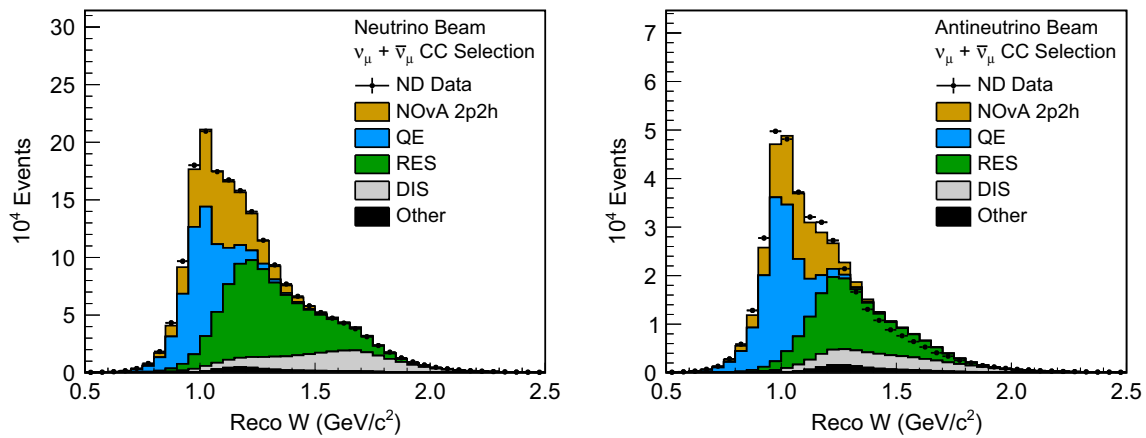 Neutrino Beam
νμ + ν̄μ CC Selection
ND Data
NOvA 2p2h
QE
RES
DIS
Other
10⁴ Events
30
25
20
15
10
5
0
0.5 1.0 1.5 2.0 2.5
Reco W (GeV/c²)
Antineutrino Beam
νμ + ν̄μ CC Selection
ND Data
NOvA 2p2h
QE
RES
DIS
Other
10⁴ Events
7
6
5
4
3
2
1
0
0.5 1.0 1.5 2.0 2.5
Reco W (GeV/c²)